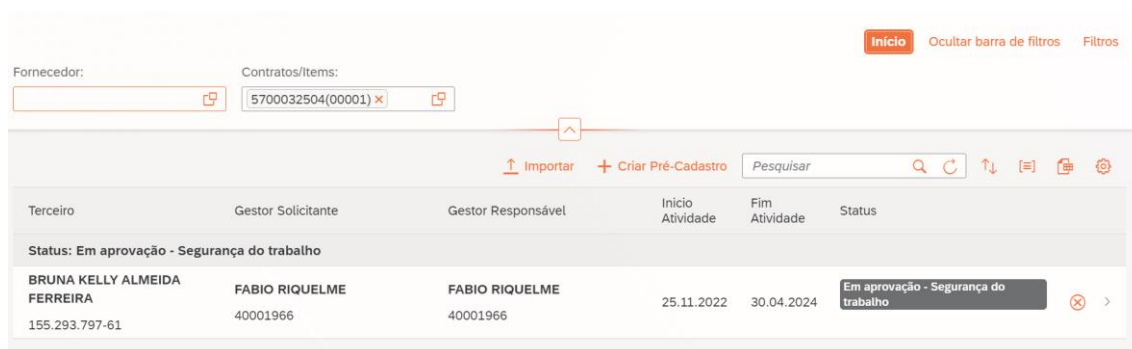 Início Ocultar barra de filtros Filtros
Fornecedor: Contratos/Items:
5700032504(00001)
Importar Criar Pré-Cadastro Pesquisar
Terceiro Gestor Solicitante Gestor Responsável Inicio Atividade Fim Atividade Status
Status: Em aprovação - Segurança do trabalho
BRUNA KELLY ALMEIDA FERREIRA FABIO RIQUELME FABIO RIQUELME 25.11.2022 30.04.2024 Em aprovação - Segurança do trabalho
155.293.797-61 40001966 40001966